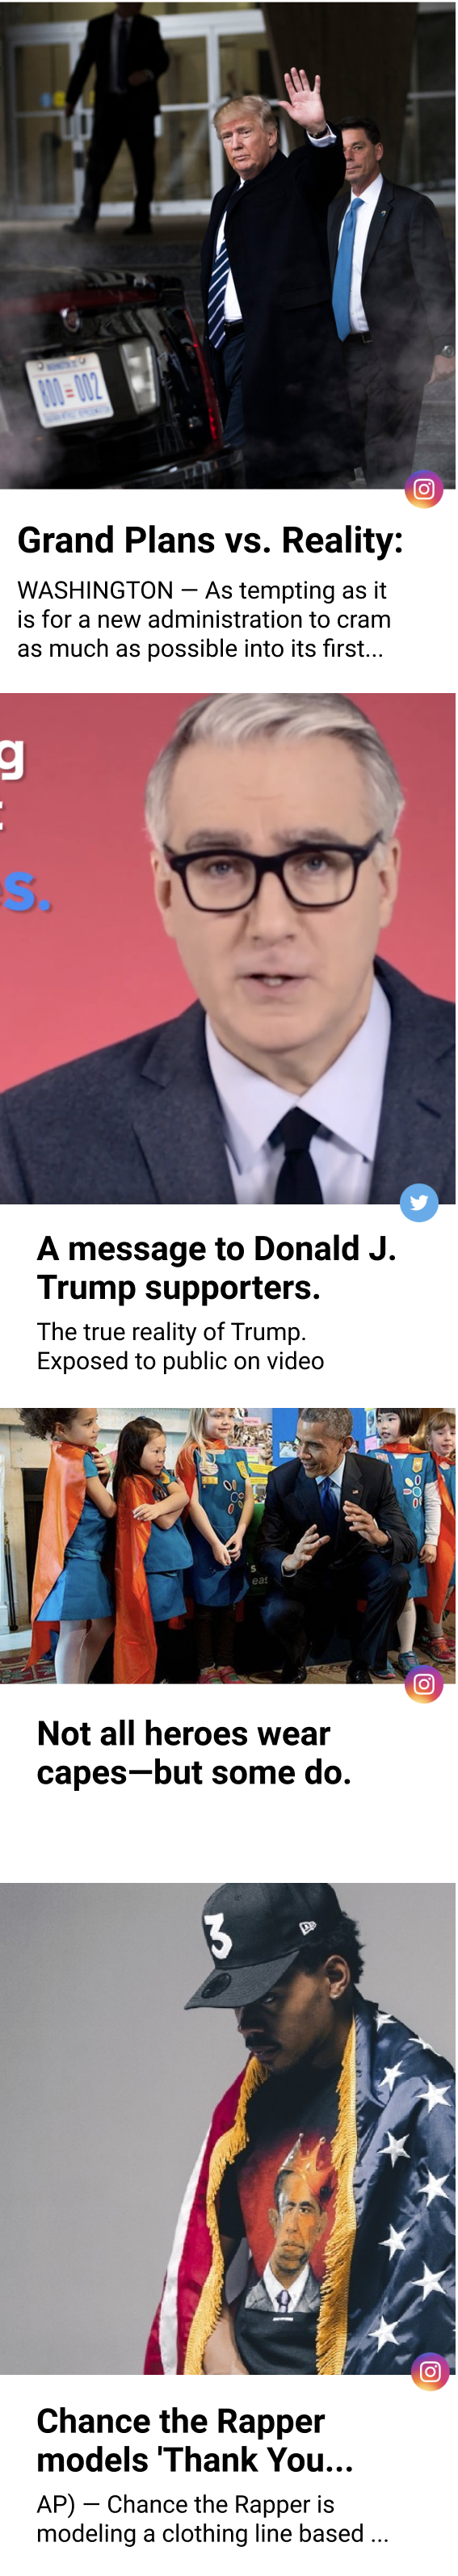 WASHINGTON, DC
800 002
Grand Plans vs. Reality:
WASHINGTON — As tempting as it
is for a new administration to cram
as much as possible into its first...
g
s.
A message to Donald J.
Trump supporters.
The true reality of Trump.
Exposed to public on video
Not all heroes wear
capes—but some do.
3
Chance the Rapper
models 'Thank You...
AP) — Chance the Rapper is
modeling a clothing line based ...